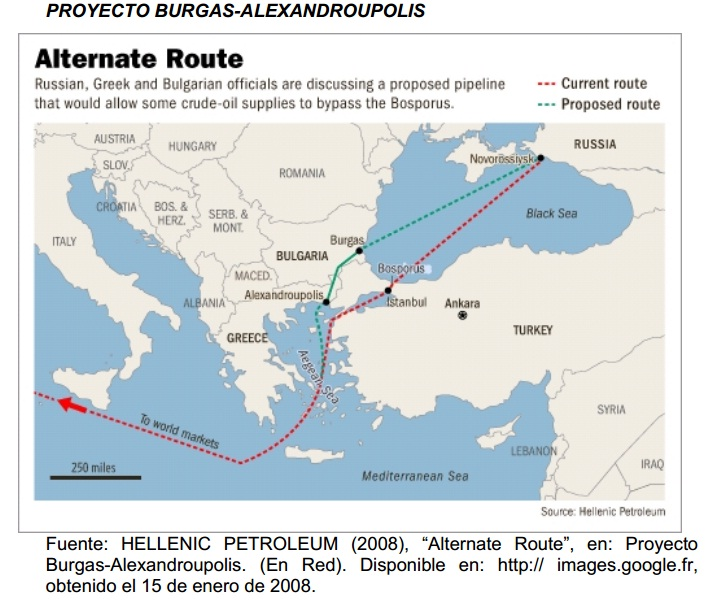 PROYECTO BURGAS-ALEXANDROUPOLIS
Alternate Route
Russian, Greek and Bulgarian officials are discussing a proposed pipeline
that would allow some crude-oil supplies to bypass the Bosporus.
Current route
Proposed route
AUSTRIA
HUNGARY
SLOV.
ROMANIA
CROATIA
BOS. &
HERZ.
SERB. &
MONT.
ITALY
Novorossiysk
RUSSIA
Black Sea
Burgas
BULGARIA
Bosporus
MACED.
ALBANIA
Alexandroupolis
Istanbul
Ankara
GREECE
TURKEY
Aegean Sea
SYRIA
To world markets
LEBANON
IRAQ
250 miles
Mediterranean Sea
Source: Hellenic Petroleum
Fuente: HELLENIC PETROLEUM (2008), “Alternate Route”, en: Proyecto
Burgas-Alexandroupolis. (En Red). Disponible en: http:// images.google.fr,
obtenido el 15 de enero de 2008.